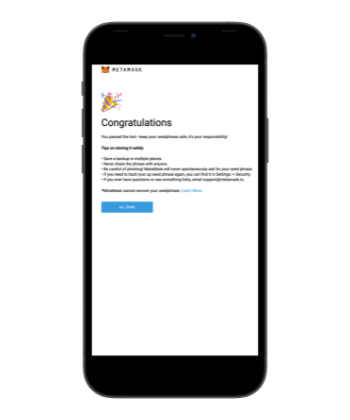 METAMASK
Congratulations
You passed the test - keep your seedphrase safe, it's your responsibility!
Tips on storing it safely
• Save a backup in multiple places.
• Never share the phrase with anyone.
• Be careful of phishing! MetaMask will never spontaneously ask for your seed phrase.
• If you need to back your up seed phrase again, you can find it in Settings -> Security.
• If you ever have questions or see something fishy, email support@metamask.io.
*MetaMask cannot recover your seedphrase. Learn More.
ALL DONE